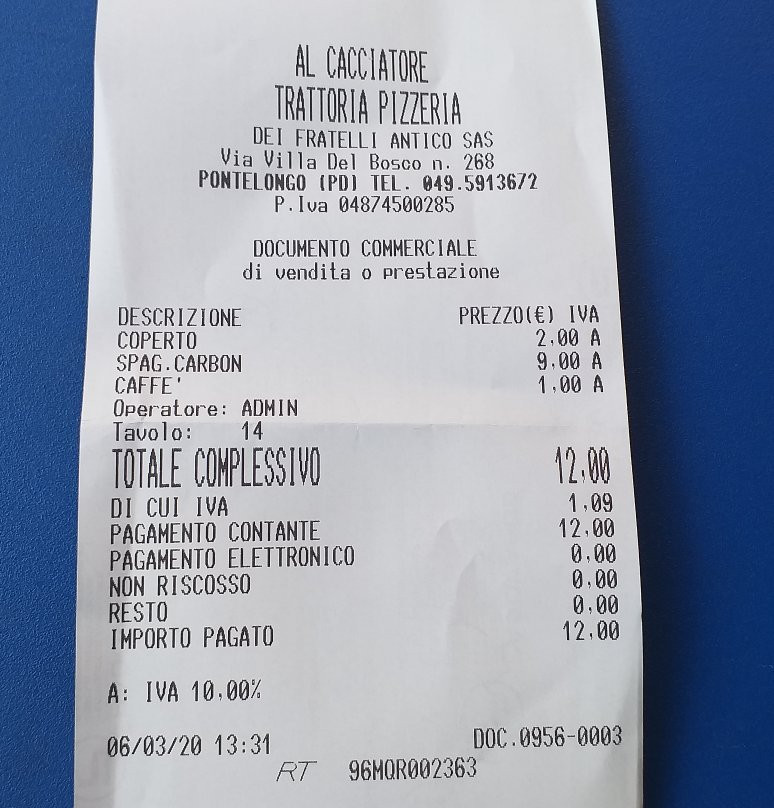 AL CACCIATORE
TRATTORIA PIZZERIA
DEI FRATELLI ANTICO SAS
Via Villa Del Bosco n. 268
PONTELONGO (PD) TEL. 049.5913672
P.Iva 04874500285
DOCUMENTO COMMERCIALE
di vendita o prestazione
DESCRIZIONE PREZZO(€) IVA
COPERTO 2,00 A
SPAG.CARBON 9,00 A
CAFFE' 1,00 A
Operatore: ADMIN
Tavolo: 14
TOTALE COMPLESSIVO 12,00
DI CUI IVA 1,09
PAGAMENTO CONTANTE 12,00
PAGAMENTO ELETTRONICO 0,00
NON RISCOSSO 0,00
RESTO 0,00
IMPORTO PAGATO 12,00
A: IVA 10,00%
06/03/20 13:31 DOC.0956-0003
RT 96MQR002363